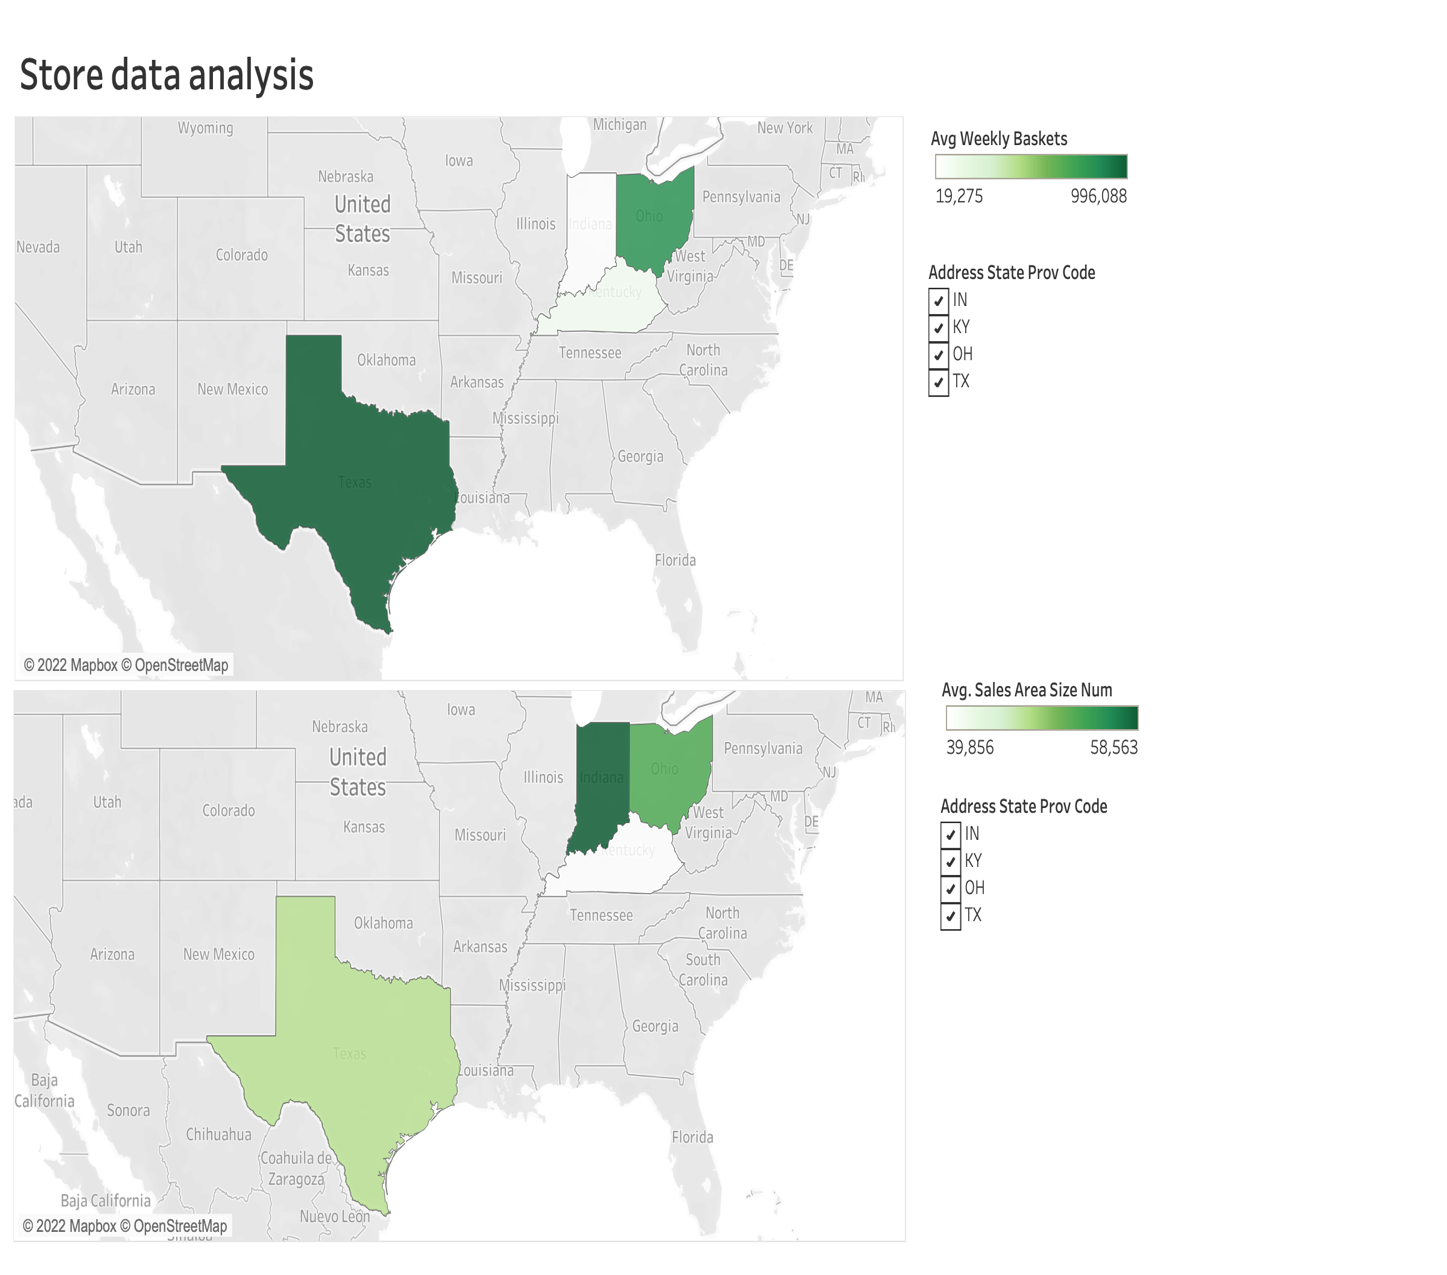 Store data analysis
Wyoming
Michigan
New York
Iowa
MA
Nebraska
CT
Rh
United
States
Pennsylvania
Illinois
Indiana
Ohio
NJ
Nevada
Utah
Colorado
MD
Kansas
Missouri
West
Virginia
DE
Kentucky
Oklahoma
Tennessee
North
Carolina
Arizona
New Mexico
Arkansas
Mississippi
Georgia
Texas
Louisiana
Florida
© 2022 Mapbox © OpenStreetMap
Avg Weekly Baskets
19,275 996,088
Address State Prov Code
IN
KY
OH
TX
Iowa
MA
Nebraska
CT
Rh
United
States
Pennsylvania
Illinois
Indiana
Ohio
NJ
ada
Utah
Colorado
MD
Kansas
Missouri
West
Virginia
DE
Kentucky
Oklahoma
Tennessee
North
Carolina
Arizona
New Mexico
Arkansas
South
Carolina
Mississippi
Georgia
Texas
Louisiana
Baja
California
Sonora
Chihuahua
Florida
Coahuila de
Zaragoza
Baja California
Nuevo León
© 2022 Mapbox © OpenStreetMap
Avg. Sales Area Size Num
39,856 58,563
Address State Prov Code
IN
KY
OH
TX